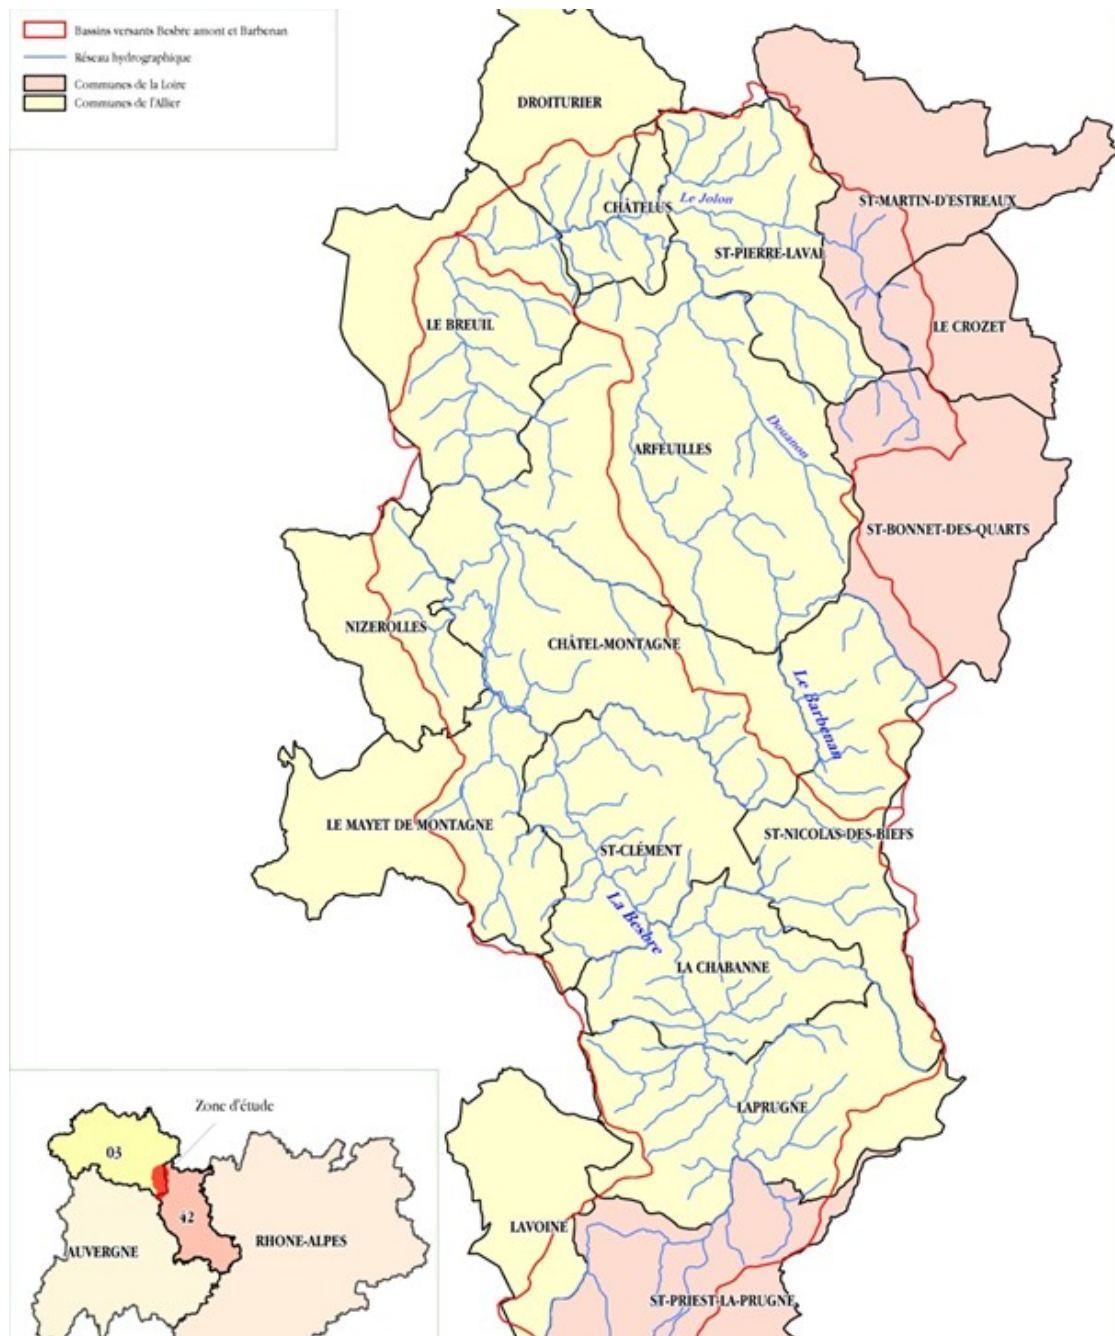 Bassins versants Besbre amont et Barbenan
Réseau hydrographique
Communes de la Loire
Communes de l'Allier
DROITURIER
CHÂTELUS
Le Jolon
ST-MARTIN-D'ESTREAUX
ST-PIERRE-LAVAL
LE BREUIL
LE CROZET
Douanon
ARFEUILLES
ST-BONNET-DES-QUARTS
NIZEROLLES
CHÂTEL-MONTAGNE
Le Barbenan
LE MAYET DE MONTAGNE
ST-NICOLAS-DES-BIEFS
ST-CLÉMENT
La Besbre
LA CHABANNE
LAPRUGNE
Zone d'étude
03
42
AUVERGNE
RHONE-ALPES
LAVOINE
ST-PRIEST-LA-PRUGNE